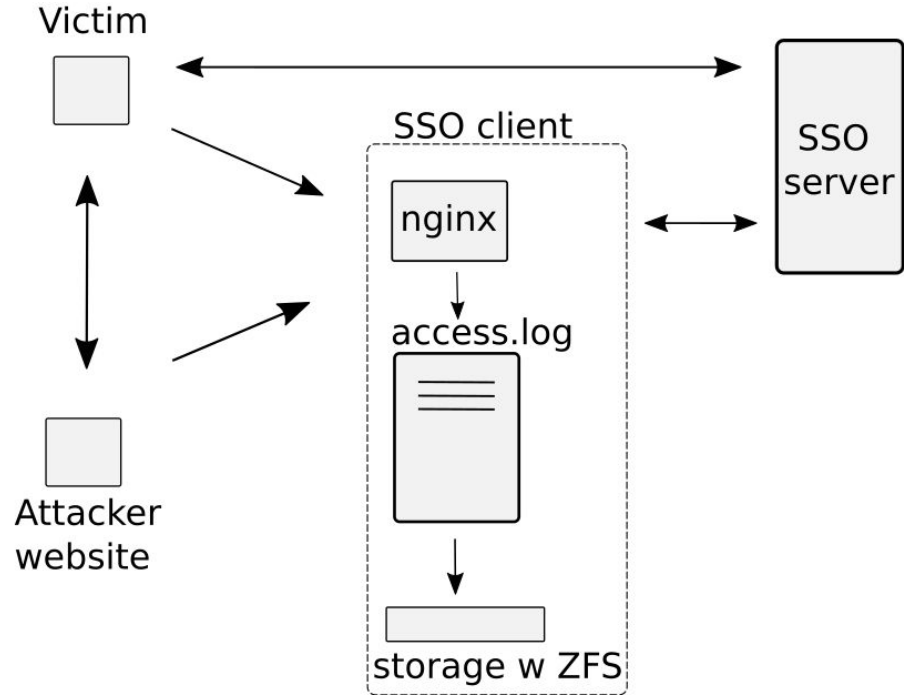 Victim
SSO client
SSO
server
nginx
access.log
Attacker
website
storage w ZFS